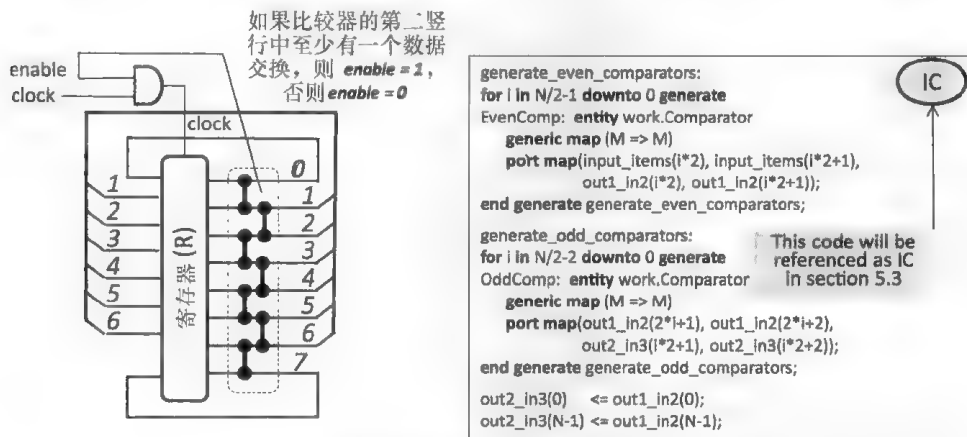 如果比较器的第二竖
行中至少有一个数据
交换，则 enable = 1，
否则 enable = 0
enable
clock
clock
0
1
2
3
4
5
6
7
1
2
3
4
5
6
寄存器 (R)
generate_even_comparators:
for i in N/2-1 downto 0 generate
EvenComp: entity work.Comparator
generic map (M => M)
port map(input_items(i*2), input_items(i*2+1),
out1_in2(i*2), out1_in2(i*2+1));
end generate generate_even_comparators;
generate_odd_comparators:
for i in N/2-2 downto 0 generate
OddComp: entity work.Comparator
generic map (M => M)
port map(out1_in2(2*i+1), out1_in2(2*i+2),
out2_in3(i*2+1), out2_in3(i*2+2));
end generate generate_odd_comparators;
out2_in3(0) <= out1_in2(0);
out2_in3(N-1) <= out1_in2(N-1);
IC
This code will be
referenced as IC
in section 5.3